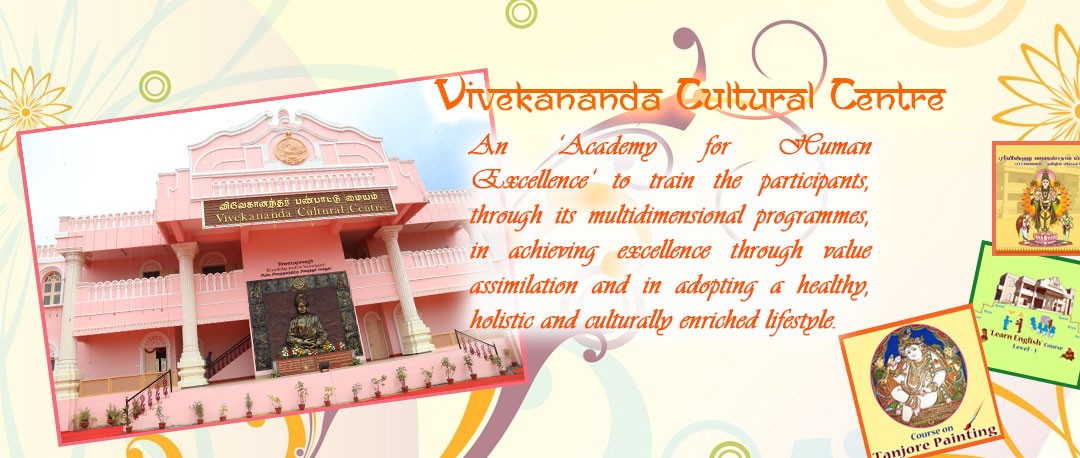 Vivekananda Cultural Centre
An 'Academy for Human
Excellence' to train the participants,
through its multidimensional programmes,
in achieving excellence through value
assimilation and in adopting a healthy,
holistic and culturally enriched lifestyle.
விவேகானந்தர் பண்பாட்டு மையம்
Vivekananda Cultural Centre
Learn English Course
Level - I
Course on
Tanjore Painting